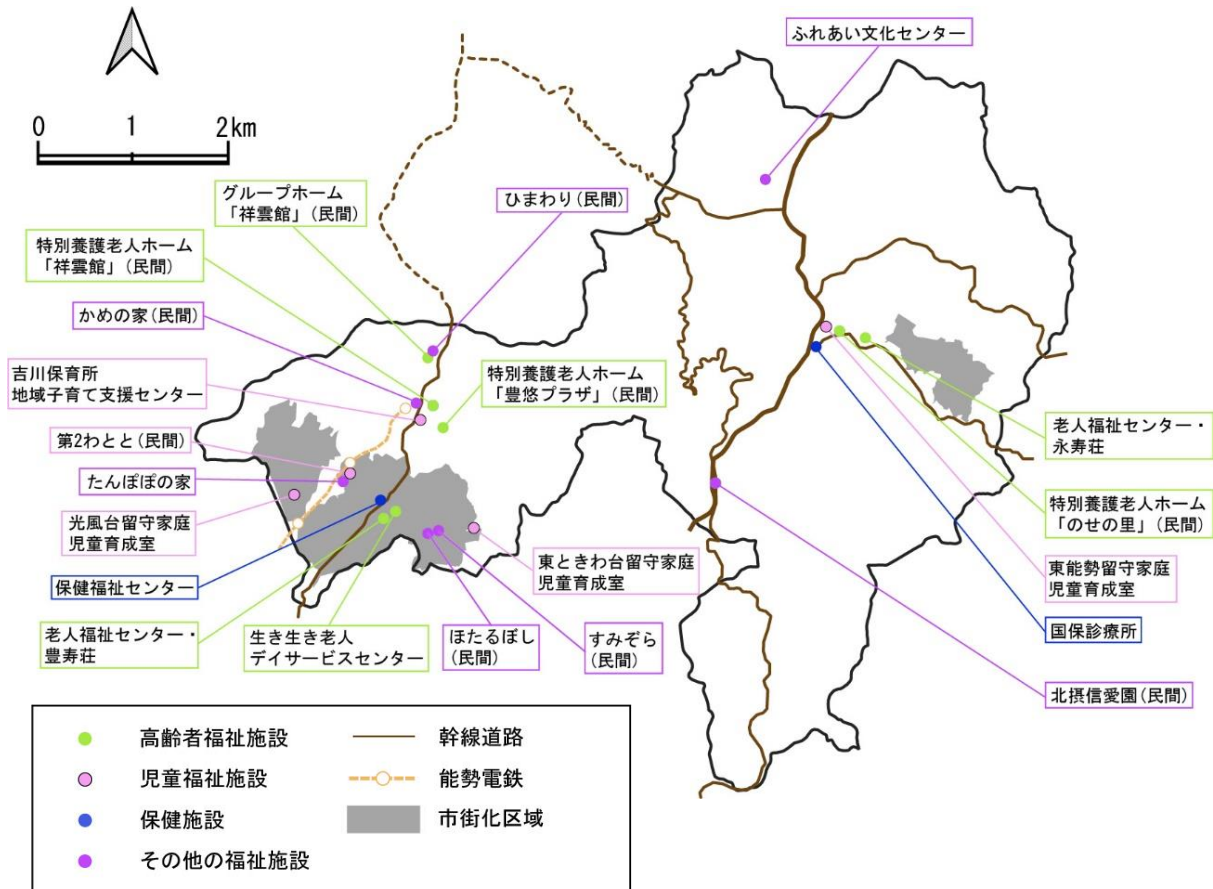 ふれあい文化センター
0 1 2km
グループホーム
「祥雲館」(民間)
ひまわり(民間)
特別養護老人ホーム
「祥雲館」(民間)
かめの家(民間)
吉川保育所
地域子育て支援センター
特別養護老人ホーム
「豊悠プラザ」(民間)
第2わとと(民間)
たんぽぽの家
光風台留守家庭
児童育成室
保健福祉センター
老人福祉センター・
豊寿荘
生き生き老人
デイサービスセンター
ほたるぼし
(民間)
すみぞら
(民間)
東ときわ台留守家庭
児童育成室
老人福祉センター・
永寿荘
特別養護老人ホーム
「のせの里」(民間)
東能勢留守家庭
児童育成室
国保診療所
北摂信愛園(民間)
高齢者福祉施設
児童福祉施設
保健施設
その他の福祉施設
幹線道路
能勢電鉄
市街化区域